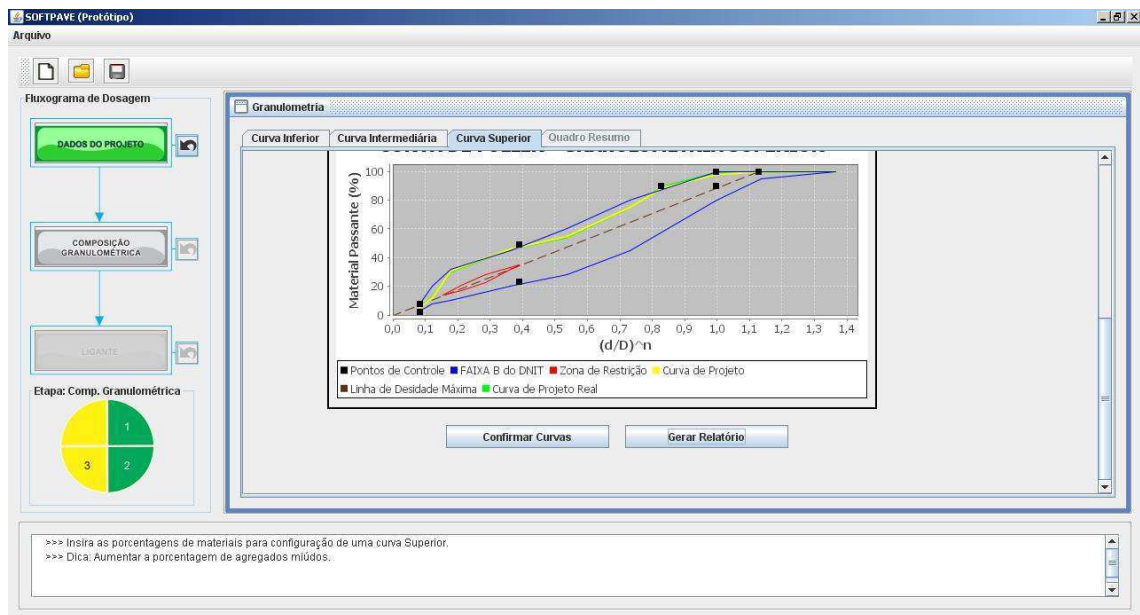 SOFTPAVE (Protótipo)
Arquivo
Fluxograma de Dosagem
DADOS DO PROJETO
COMPOSIÇÃO
GRANULOMÉTRICA
LIGANTE
Etapa: Comp. Granulométrica
1
3 2
Granulometria
Curva Inferior Curva Intermediária Curva Superior Quadro Resumo
Material Passante (%)
100
80
60
40
20
0
0,0 0,1 0,2 0,3 0,4 0,5 0,6 0,7 0,8 0,9 1,0 1,1 1,2 1,3 1,4
(d/D)^n
Pontos de Controle FAIXA B do DNIT Zona de Restrição Curva de Projeto
Linha de Desidade Máxima Curva de Projeto Real
Confirmar Curvas Gerar Relatório
>>> Insira as porcentagens de materiais para configuração de uma curva Superior.
>>> Dica: Aumentar a porcentagem de agregados miúdos.